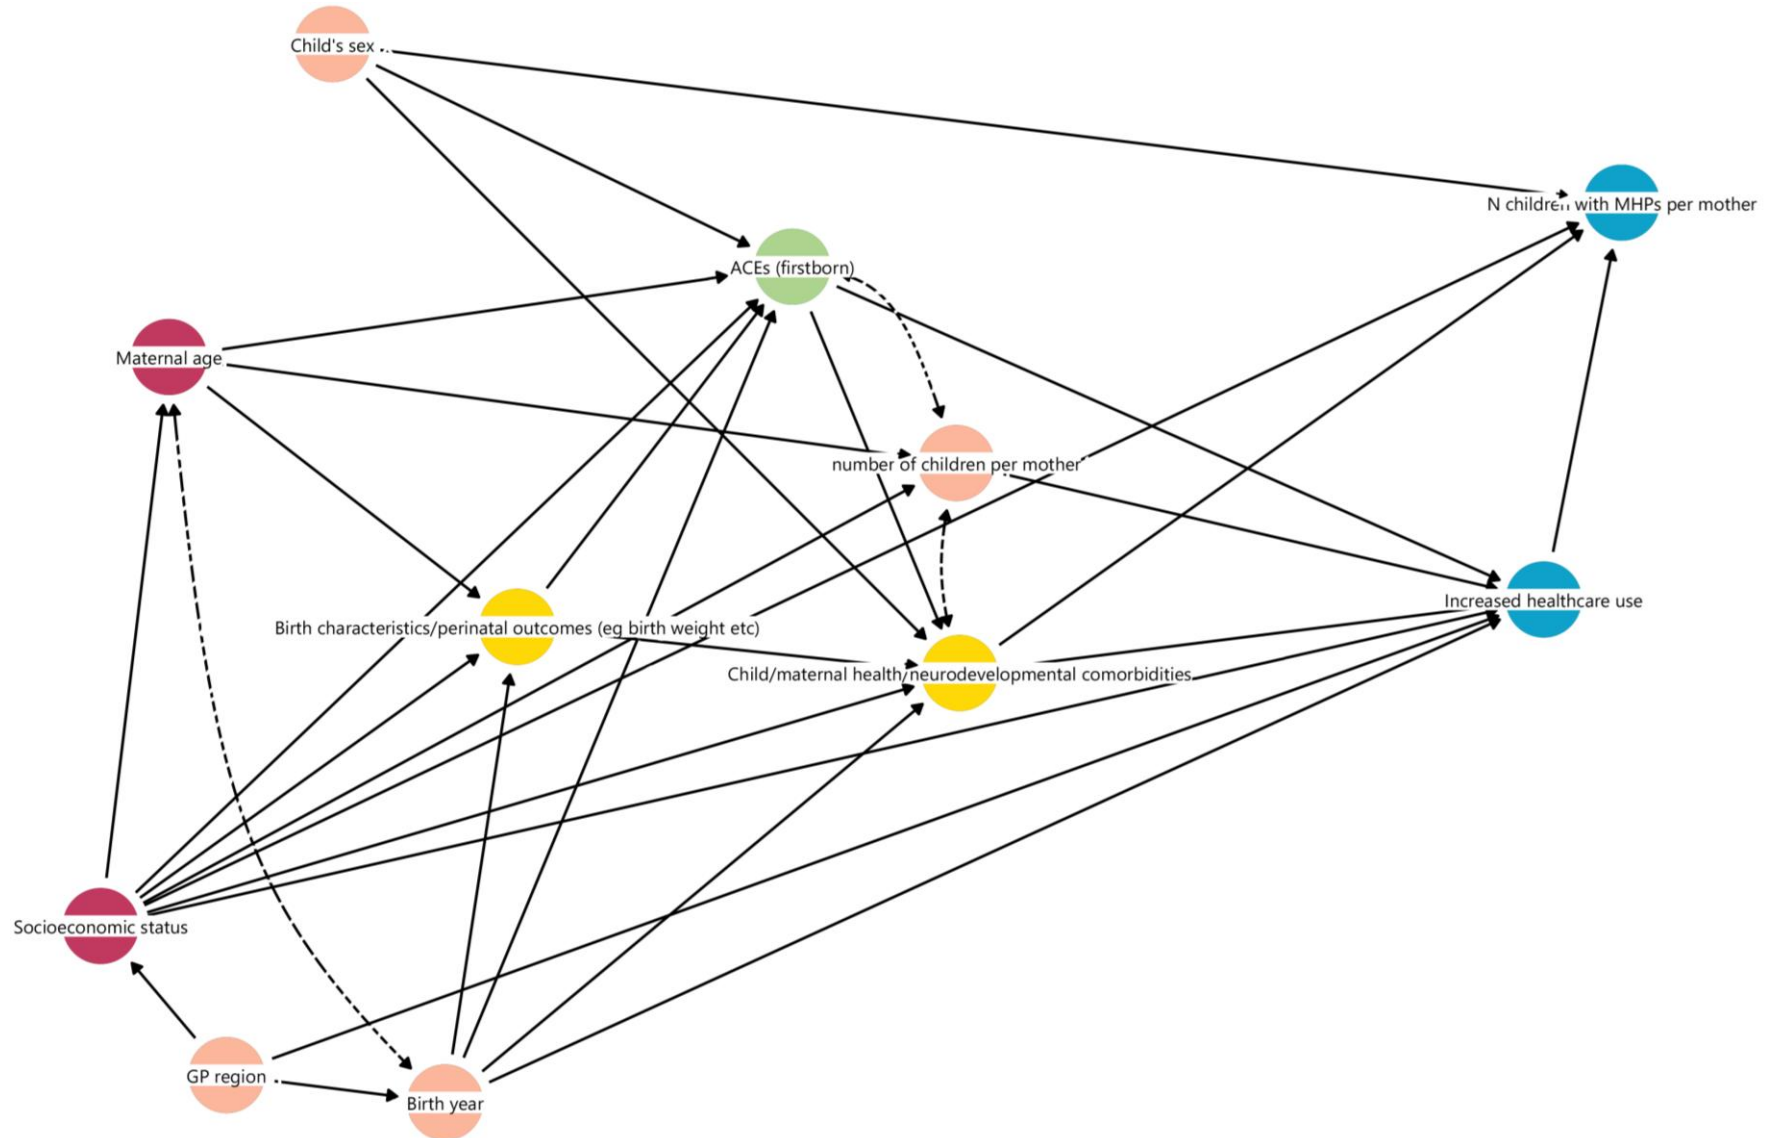 Child's sex
N children with MHPs per mother
ACEs (firstborn)
Maternal age
number of children per mother
Increased healthcare use
Birth characteristics/perinatal outcomes (eg birth weight etc)
Child/maternal health/neurodevelopmental comorbidities
Socioeconomic status
GP region
Birth year